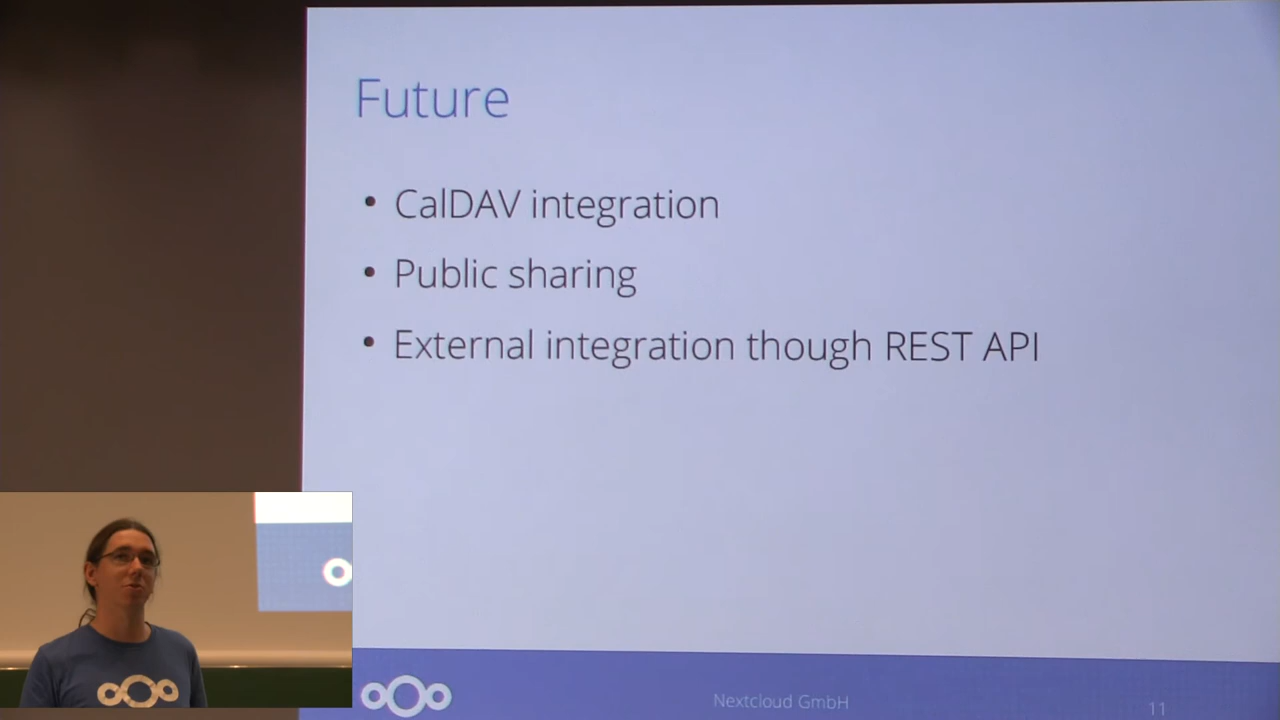 Future
• CalDAV integration
• Public sharing
• External integration though REST API
Nextcloud GmbH
11